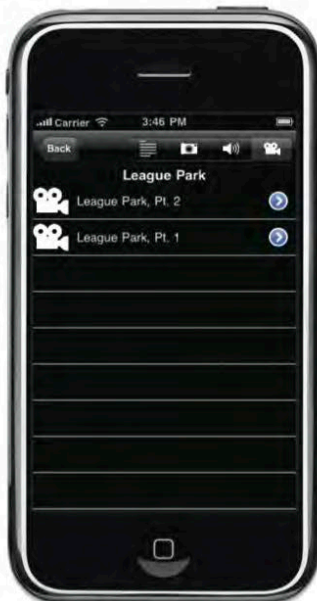 Carrier 3:46 PM
Back
League Park
League Park, Pt. 2
League Park, Pt. 1